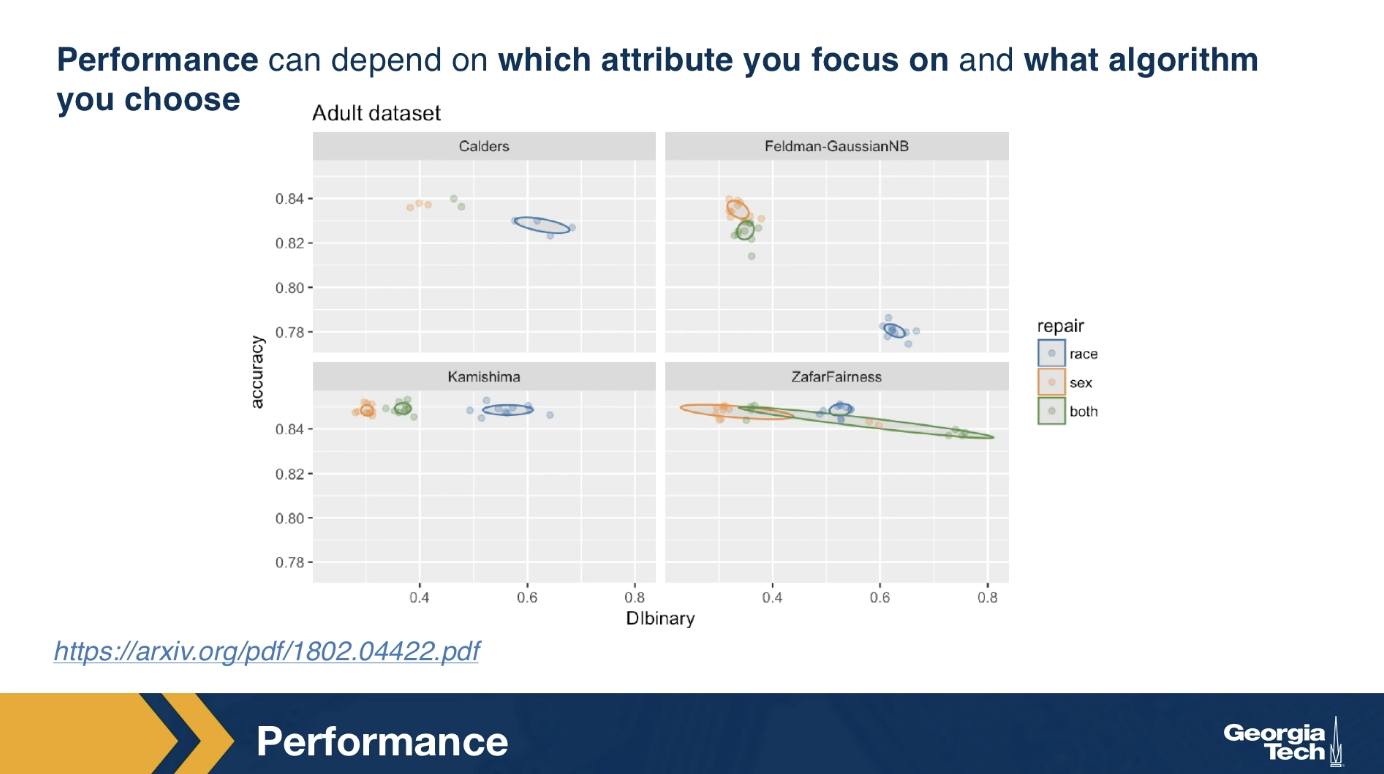 Performance can depend on which attribute you focus on and what algorithm
you choose
Adult dataset
Calders
Feldman-GaussianNB
0.84
0.82
0.80
0.78
Kamishima
ZafarFairness
0.84
0.82
0.80
0.78
accuracy
0.4 0.6 0.8
0.4 0.6 0.8
DIbinary
repair
race
sex
both
https://arxiv.org/pdf/1802.04422.pdf
Performance
Georgia
Tech